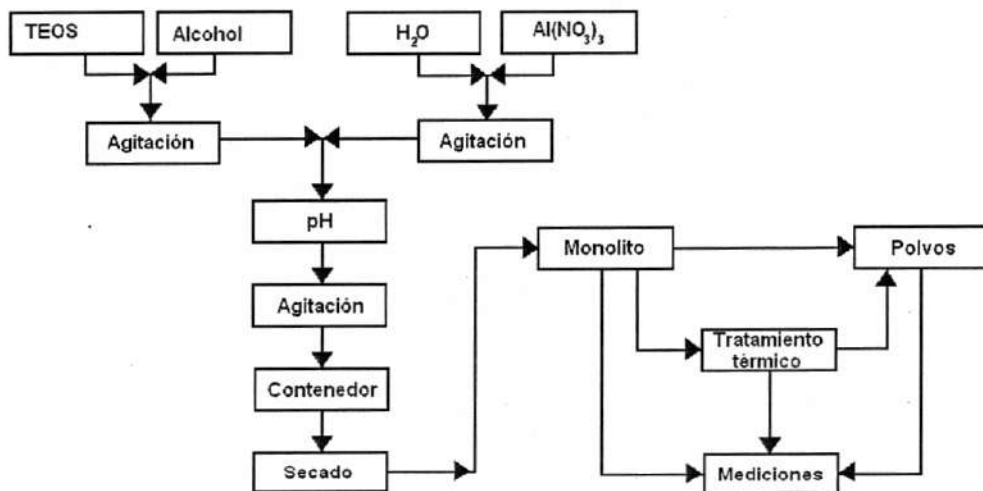 TEOS
Alcohol
H₂O
Al(NO₃)₃
Agitación
Agitación
pH
Monolito
Polvos
Agitación
Tratamiento
térmico
Contenedor
Secado
Mediciones